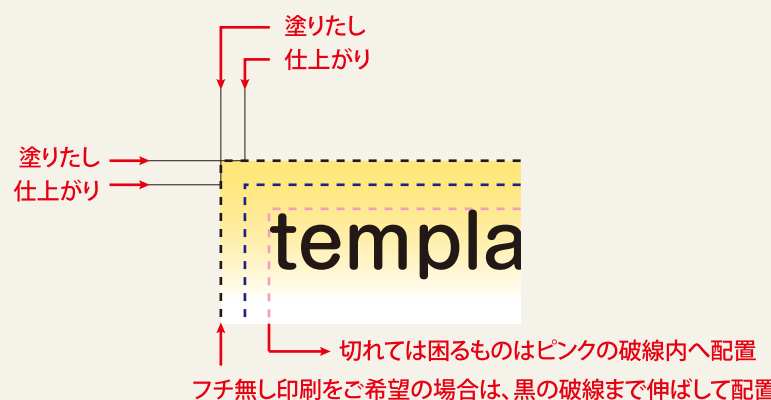 塗りたし
仕上がり
塗りたし
仕上がり
templa
切れては困るものはピンクの破線内へ配置
フチ無し印刷をご希望の場合は、黒の破線まで伸ばして配置